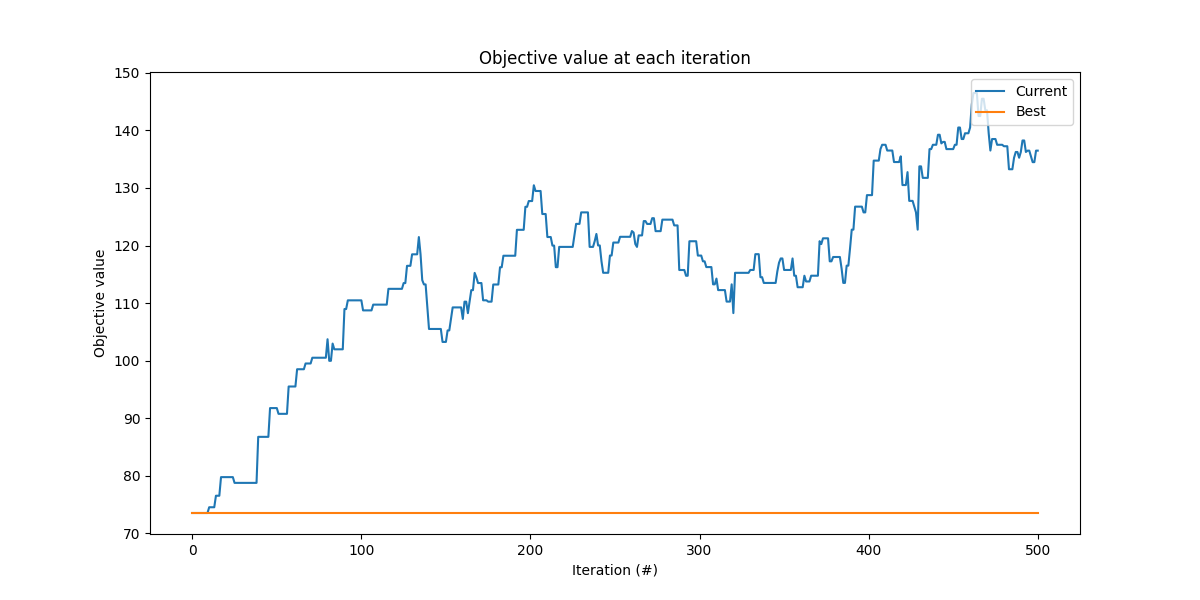 Objective value at each iteration
Current
Best
Objective value
150
140
130
120
110
100
90
80
70
0 100 200 300 400 500
Iteration (#)